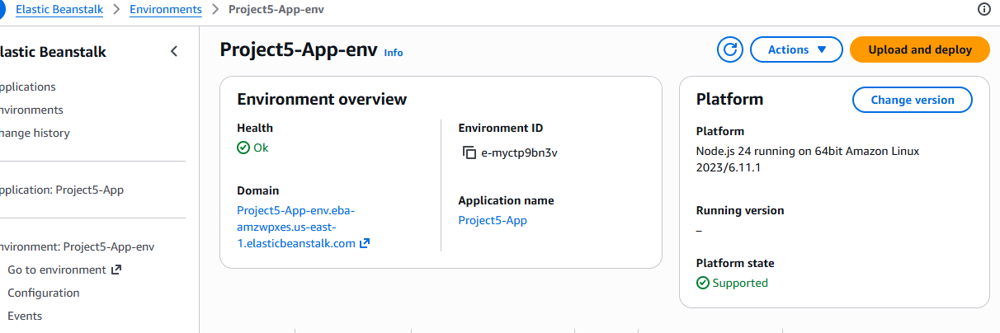 Elastic Beanstalk > Environments > Project5-App-env
lastic Beanstalk
pplications
nvironments
hange history
pplication: Project5-App
nvironment: Project5-App-env
Go to environment
Configuration
Events
Project5-App-env Info
Actions
Upload and deploy
Environment overview
Health
Ok
Domain
Project5-App-env.eba-
amzwpxes.us-east-
1.elasticbeanstalk.com
Environment ID
e-myctp9bn3v
Application name
Project5-App
Platform
Change version
Platform
Node.js 24 running on 64bit Amazon Linux
2023/6.11.1
Running version
–
Platform state
Supported